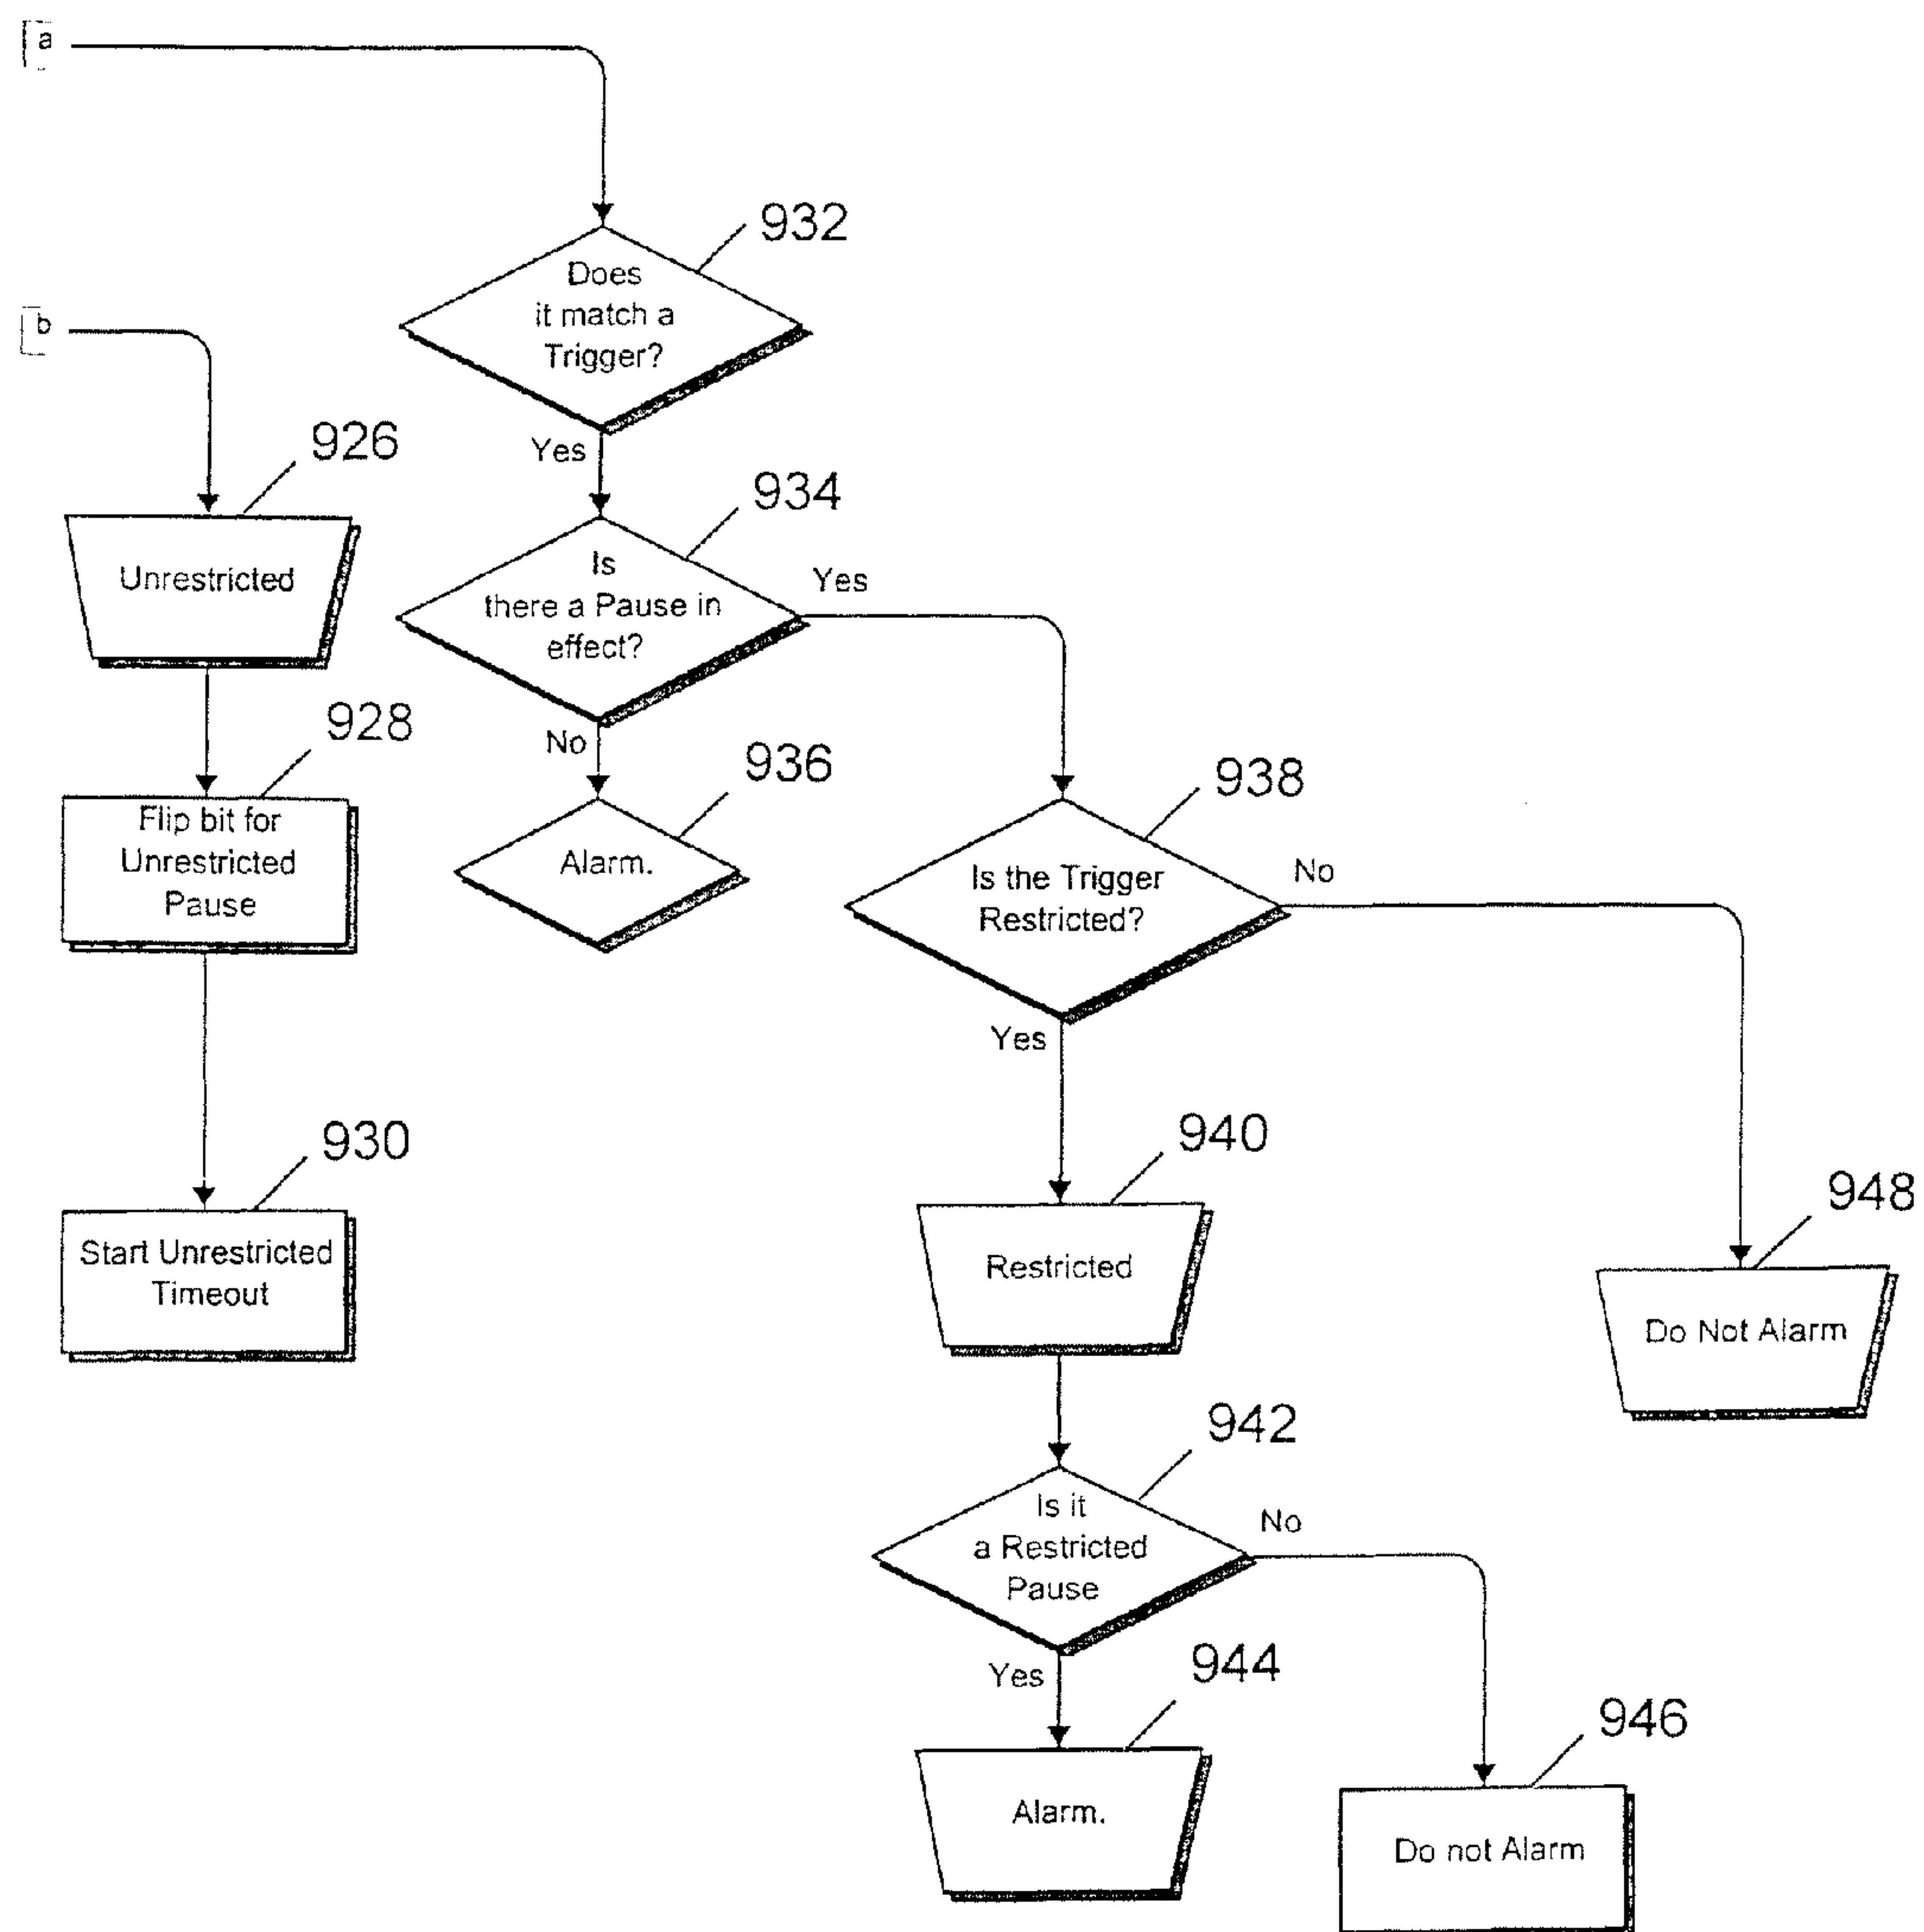 a
932
Does
it match a
Trigger?
b
Yes
926
934
Unrestricted
Is
there a Pause in
effect?
Yes
928
No
936
938
Flip bit for
Unrestricted
Pause
Alarm.
Is the Trigger
Restricted?
No
Yes
930
940
948
Start Unrestricted
Timeout
Restricted
Do Not Alarm
942
Is it
a Restricted
Pause
No
Yes
944
946
Alarm.
Do not Alarm